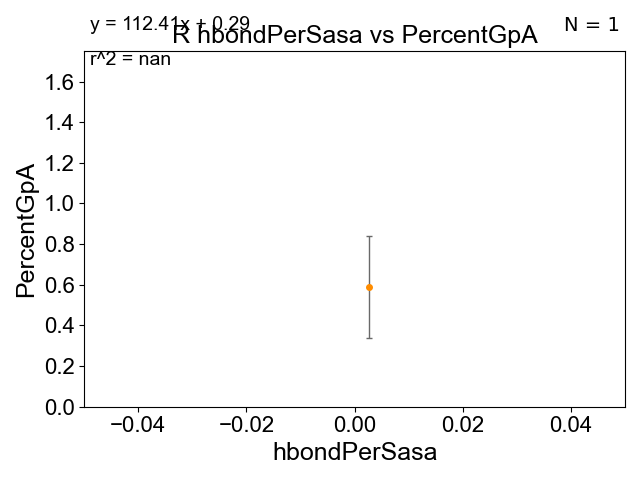 y = 112.41x + 0.29
N = 1
R hbondPerSasa vs PercentGpA
r^2 = nan
PercentGpA
1.6
1.4
1.2
1.0
0.8
0.6
0.4
0.2
0.0
−0.04 −0.02 0.00 0.02 0.04
hbondPerSasa